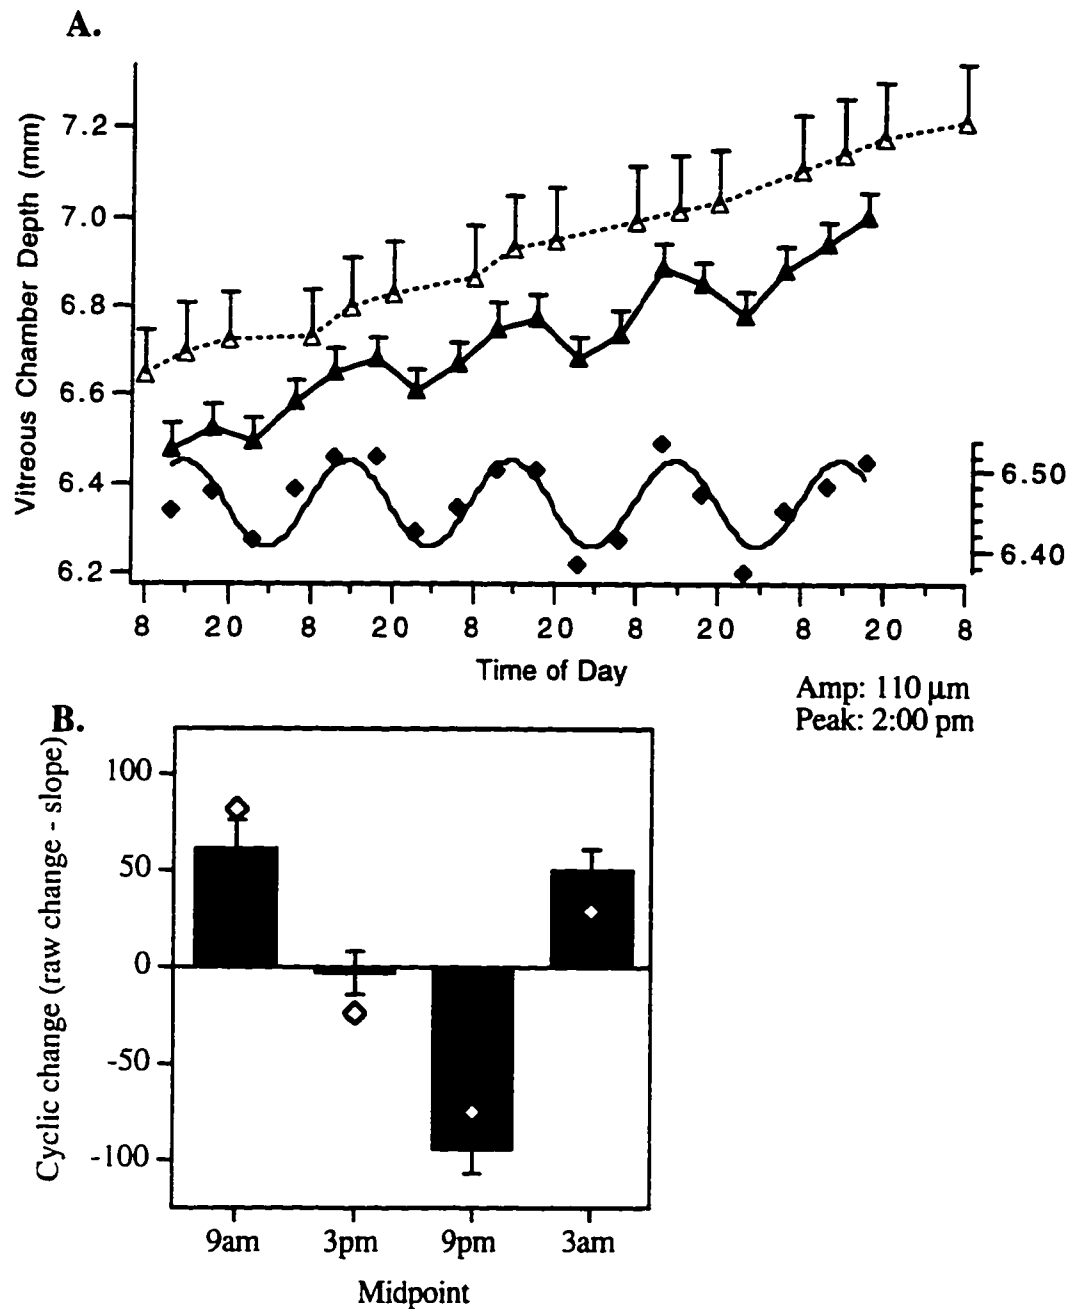 A.
Vitreous Chamber Depth (mm)
7.2
7.0
6.8
6.6
6.4
6.2
6.50
6.40
8 20 8 20 8 20 8 20 8 20 8
Time of Day
Amp: 110 μm
Peak: 2:00 pm
B.
Cyclic change (raw change - slope)
100
50
0
-50
-100
9am 3pm 9pm 3am
Midpoint